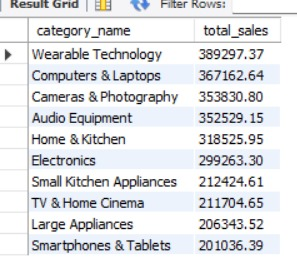 Result Grid Filter Rows:
category_name total_sales
Wearable Technology 389297.37
Computers & Laptops 367162.64
Cameras & Photography 353830.80
Audio Equipment 352529.15
Home & Kitchen 318525.95
Electronics 299263.30
Small Kitchen Appliances 212424.61
TV & Home Cinema 211704.65
Large Appliances 206343.52
Smartphones & Tablets 201036.39